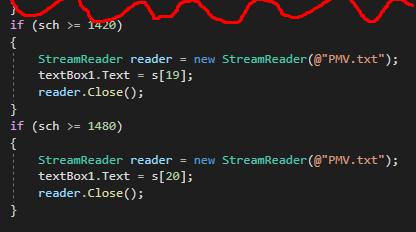 }
if (sch >= 1420)
{
StreamReader reader = new StreamReader(@"PMV.txt");
textBox1.Text = s[19];
reader.Close();
}
if (sch >= 1480)
{
StreamReader reader = new StreamReader(@"PMV.txt");
textBox1.Text = s[20];
reader.Close();
}